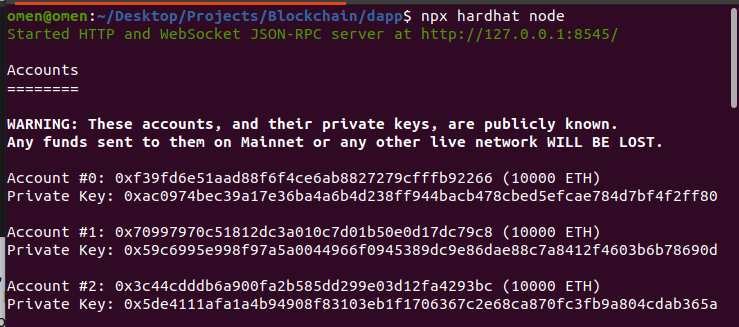 omen@omen:~/Desktop/Projects/Blockchain/dapp$ npx hardhat node
Started HTTP and WebSocket JSON-RPC server at http://127.0.0.1:8545/
Accounts
========
WARNING: These accounts, and their private keys, are publicly known.
Any funds sent to them on Mainnet or any other live network WILL BE LOST.
Account #0: 0xf39fd6e51aad88f6f4ce6ab8827279cfffb92266 (10000 ETH)
Private Key: 0xac0974bec39a17e36ba4a6b4d238ff944bacb478cbed5efcae784d7bf4f2ff80
Account #1: 0x70997970c51812dc3a010c7d01b50e0d17dc79c8 (10000 ETH)
Private Key: 0x59c6995e998f97a5a0044966f0945389dc9e86dae88c7a8412f4603b6b78690d
Account #2: 0x3c44cdddb6a900fa2b585dd299e03d12fa4293bc (10000 ETH)
Private Key: 0x5de4111afa1a4b94908f83103eb1f1706367c2e68ca870fc3fb9a804cdab365a